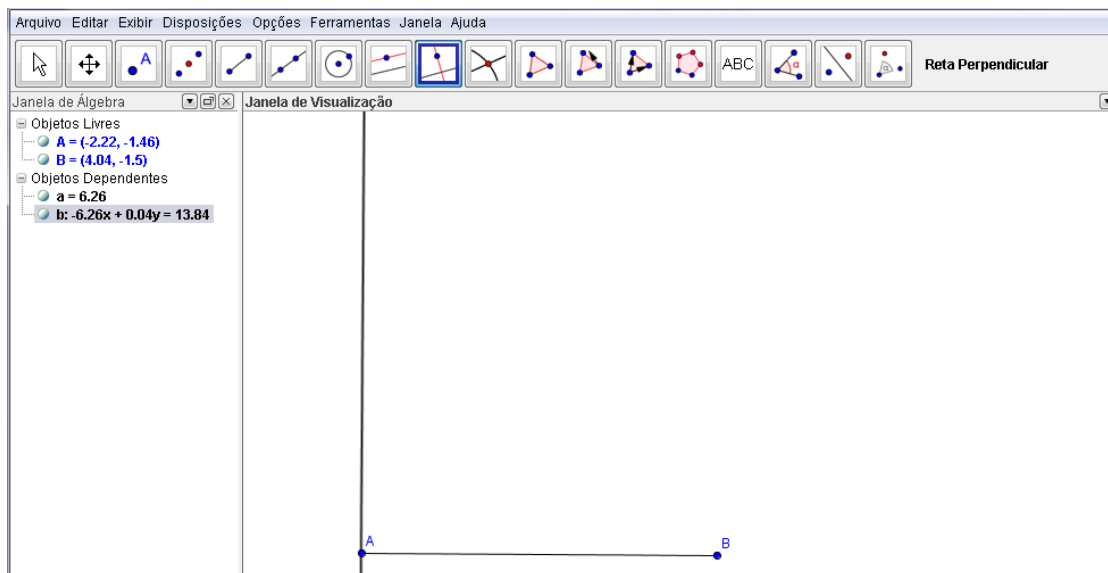 Arquivo Editar Exibir Disposições Opções Ferramentas Janela Ajuda
A ABC α α Reta Perpendicular
Janela de Álgebra
Janela de Visualização
Objetos Livres
A = (-2.22, -1.46)
B = (4.04, -1.5)
Objetos Dependentes
a = 6.26
b: -6.26x + 0.04y = 13.84
A
B